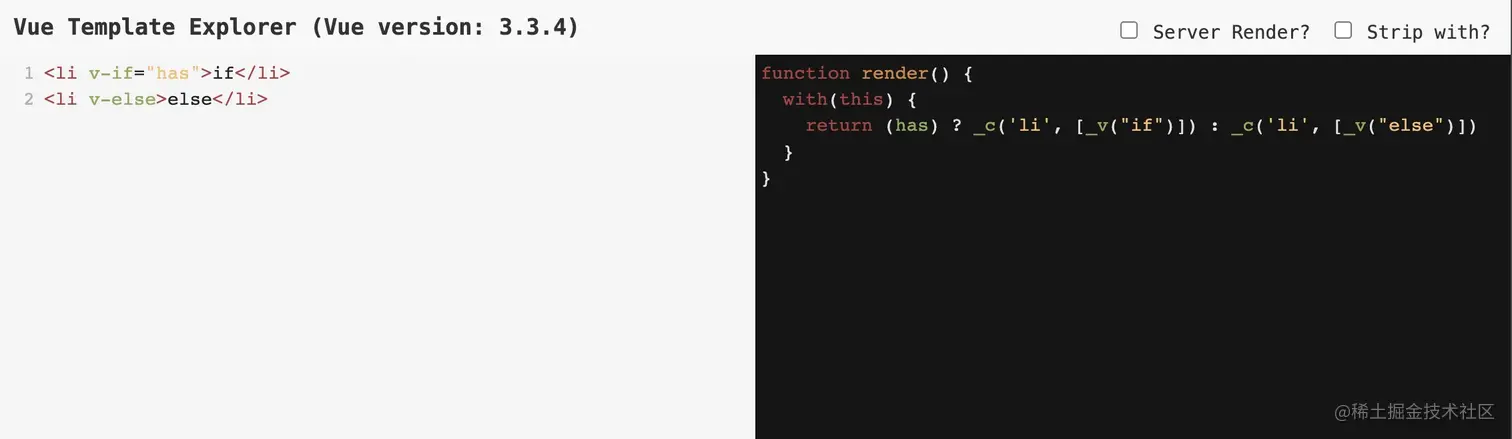 Vue Template Explorer (Vue version: 3.3.4)
Server Render? Strip with?
1 <li v-if="has">if</li>
2 <li v-else>else</li>
function render() {
  with(this) {
    return (has) ? _c('li', [_v("if")]) : _c('li', [_v("else")])
  }
}
@稀土掘金技术社区